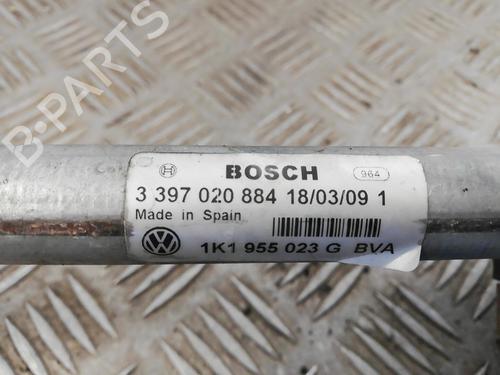 B-PARTS
BOSCH 964
3 397 020 884 18/03/09 1
Made in Spain
1K1 955 023 G BVA